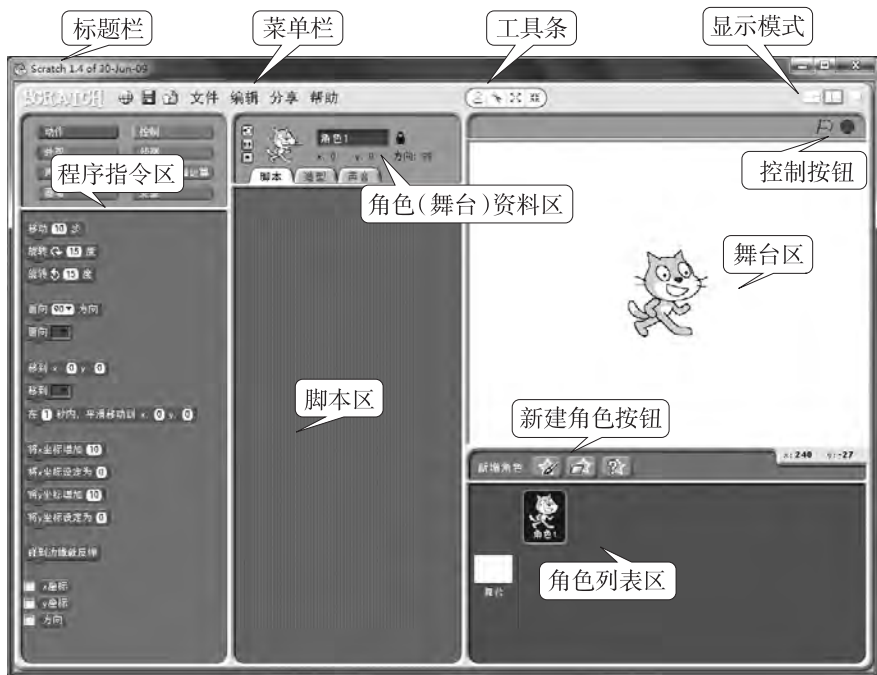 标题栏
菜单栏
工具条
显示模式
Scratch 1.4 of 30-Jun-09
SCRATCH 文件 编辑 分享 帮助
动作 控制
程序指令区
角色1
x: 0 y: 0 方向:
脚本 造型 声音
控制按钮
角色(舞台)资料区
移动 10 步
旋转 15 度
旋转 15 度
面向 90 方向
面向
移到 x: 0 y: 0
移到
在 1 秒内，平滑移动到 x: 0 y: 0
将x坐标增加 10
将x坐标设定为 0
将y坐标增加 10
将y坐标设定为 0
碰到边缘就反弹
x座标
y座标
方向
脚本区
舞台区
新建角色按钮
x:240 y:-27
新增角色
角色1
舞台
角色列表区